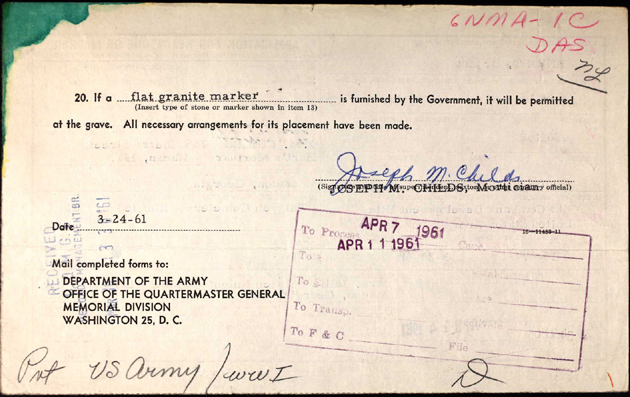 6NMA-1C
DAS
NL
20. If a flat granite marker is furnished by the Government, it will be permitted
(Insert type of stone or marker shown in item 13)
at the grave. All necessary arrangements for its placement have been made.
Joseph M. Childs
JOSEPH M. CHILDS, Mortician
Date 3-24-61
RECEIVED
Mail completed forms to:
DEPARTMENT OF THE ARMY
OFFICE OF THE QUARTERMASTER GENERAL
MEMORIAL DIVISION
WASHINGTON 25, D. C.
APR 7 1961
To Process
APR 11 1961
To
To
To Transp.
To F & C File
Pvt US Army / WWI